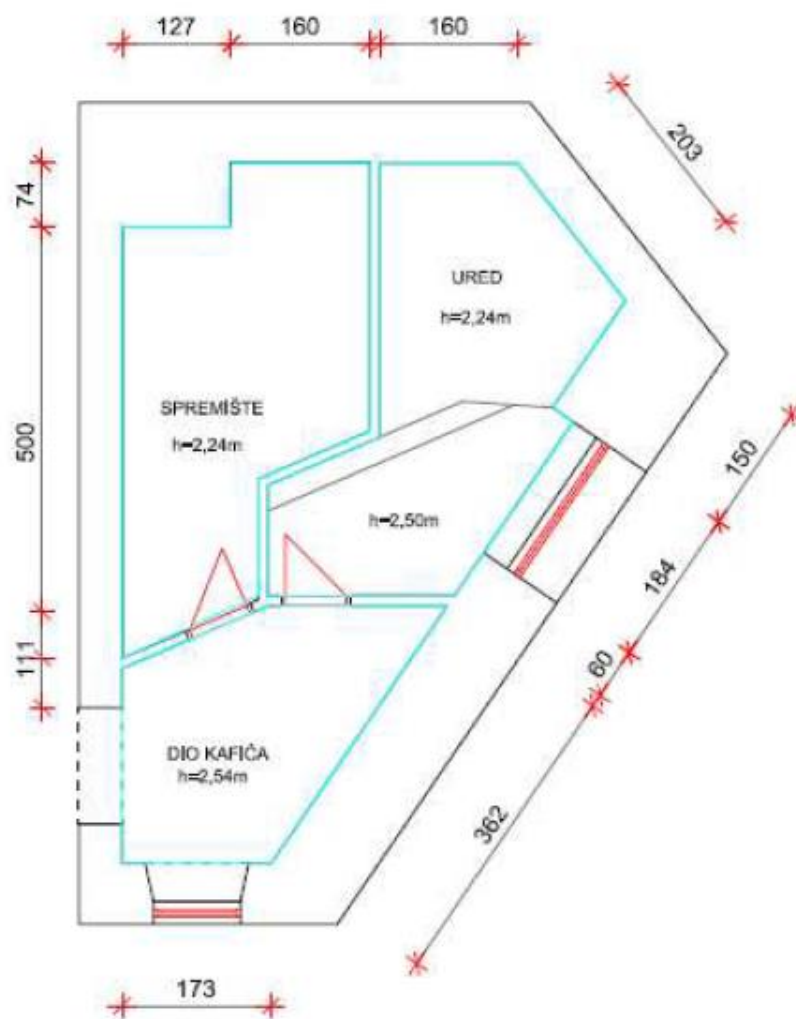 127
160
160
203
74
URED
h=2,24m
SPREMIŠTE
h=2,24m
500
150
h=2,50m
184
111
60
DIO KAFIĆA
h=2,54m
362
173